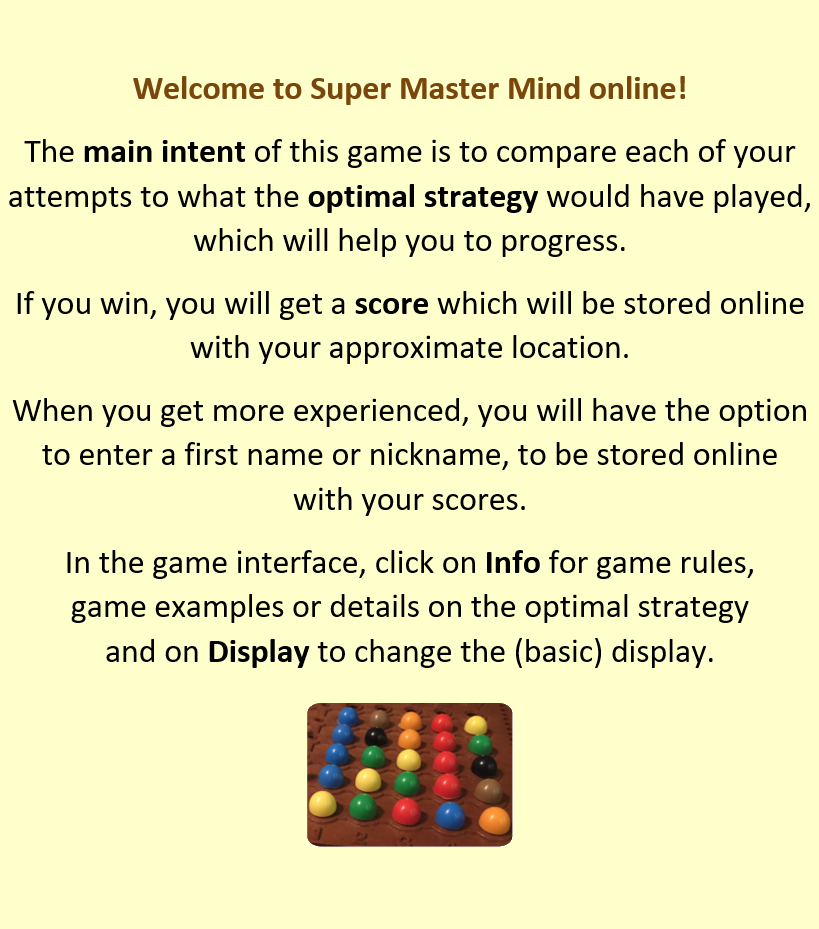 Welcome to Super Master Mind online!
The main intent of this game is to compare each of your
attempts to what the optimal strategy would have played,
which will help you to progress.
If you win, you will get a score which will be stored online
with your approximate location.
When you get more experienced, you will have the option
to enter a first name or nickname, to be stored online
with your scores.
In the game interface, click on Info for game rules,
game examples or details on the optimal strategy
and on Display to change the (basic) display.